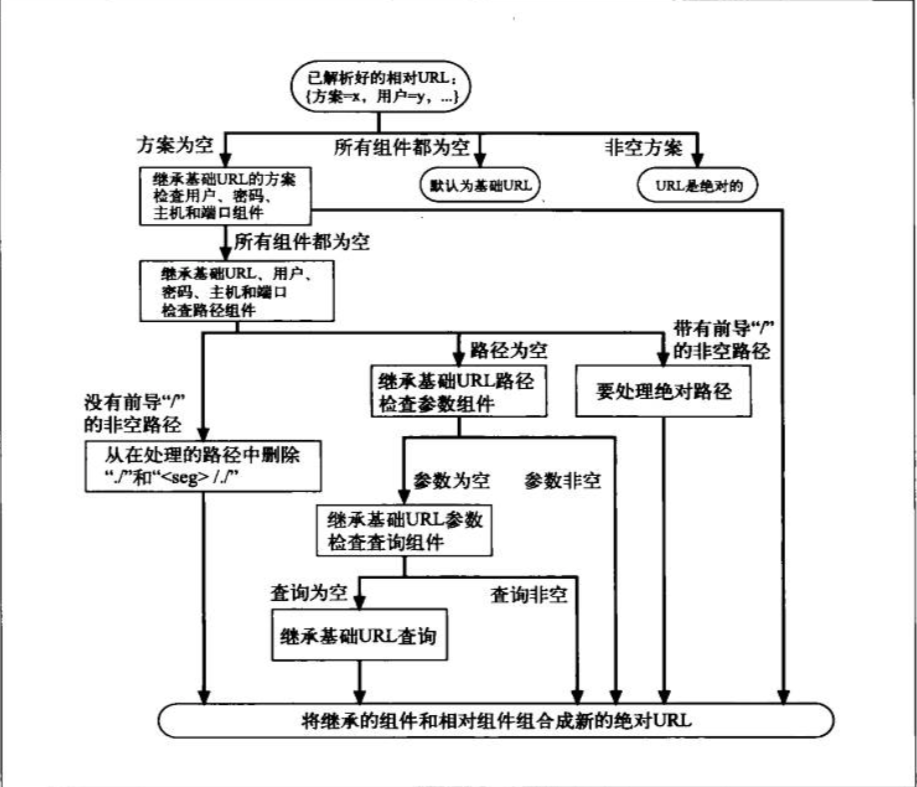 已解析好的相对URL：
{方案=x，用户=y，...}
方案为空
所有组件都为空
非空方案
继承基础URL的方案
检查用户、密码、
主机和端口组件
默认为基础URL
URL是绝对的
所有组件都为空
继承基础URL、用户、
密码、主机和端口
检查路径组件
带有前导“/”
的非空路径
路径为空
继承基础URL路径
检查参数组件
要处理绝对路径
没有前导“/”
的非空路径
从在处理的路径中删除
“./”和“<seg> /./”
参数为空
参数非空
继承基础URL参数
检查查询组件
查询为空
查询非空
继承基础URL查询
将继承的组件和相对组件组合成新的绝对URL